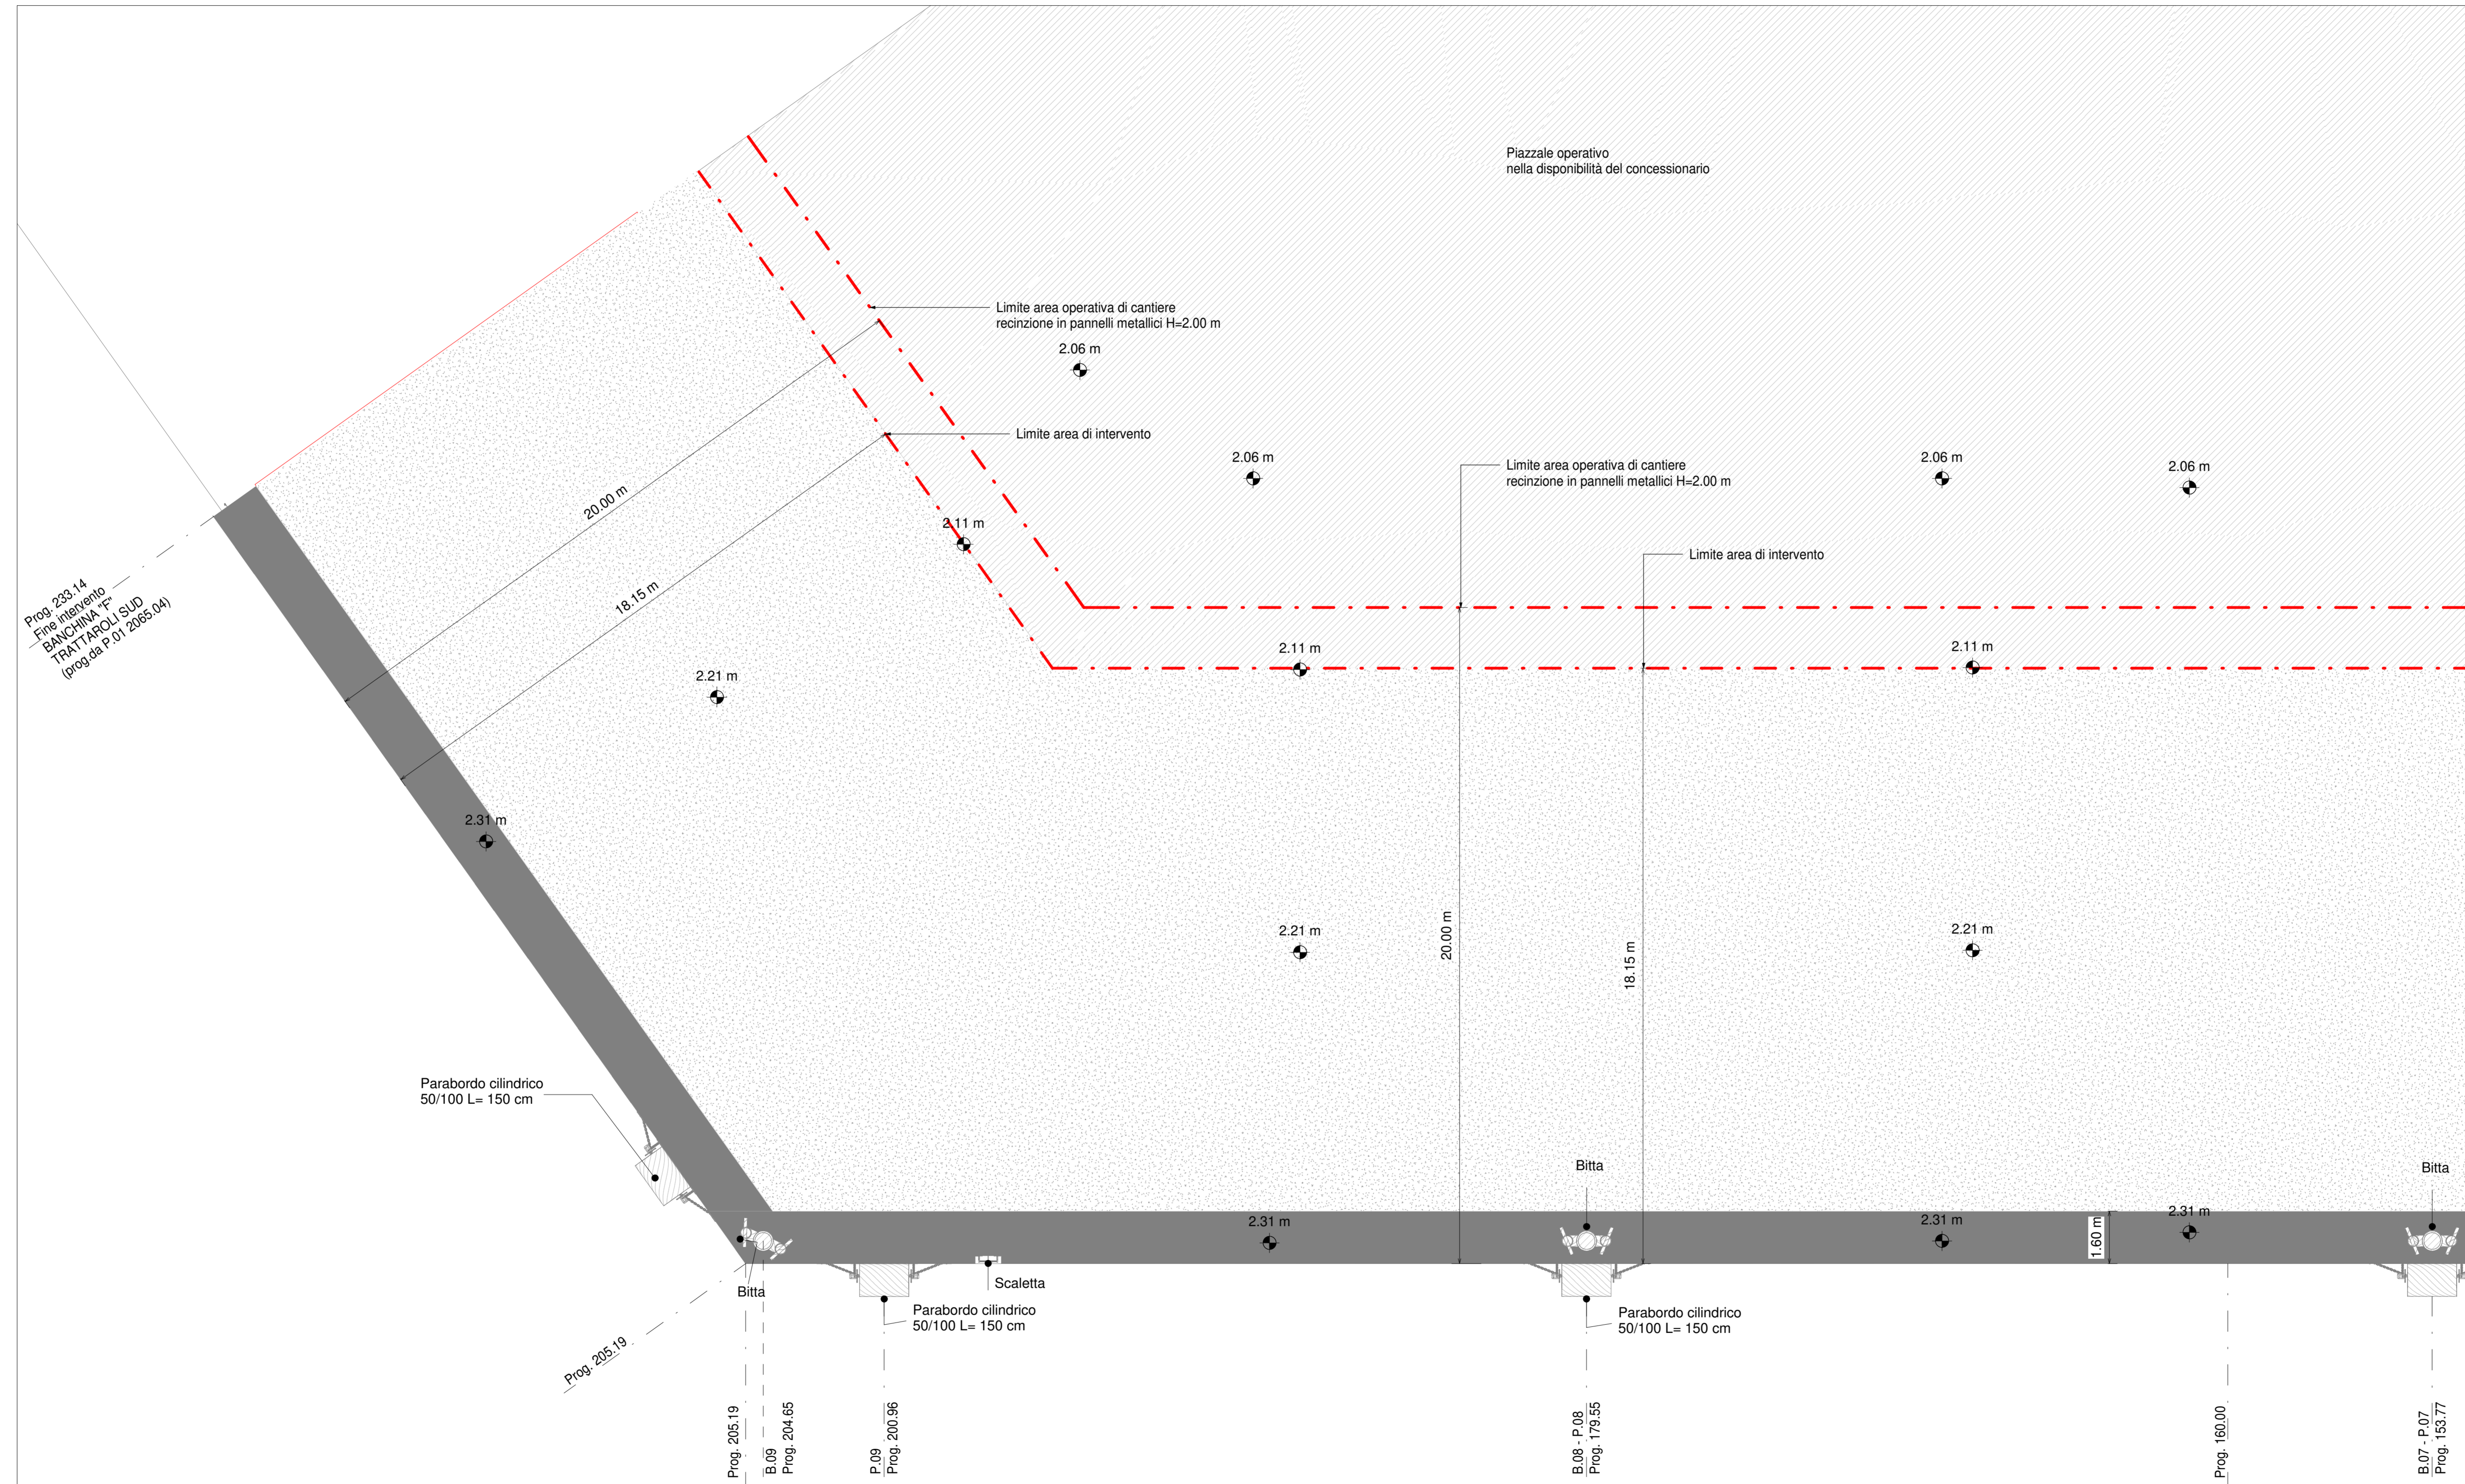 Piazzale operativo
nella disponibilità del concessionario
Limite area operativa di cantiere
recinzione in pannelli metallici H=2.00 m
2.06 m
Limite area di intervento
2.06 m
Limite area operativa di cantiere
recinzione in pannelli metallici H=2.00 m
2.06 m
2.06 m
20.00 m
2.11 m
Limite area di intervento
Prog. 233.14
Fine intervento
BANCHINA "F"
TRATTAROLI SUD
(prog.da P.01 2065.04)
18.15 m
2.11 m
2.11 m
2.21 m
2.31 m
2.21 m
20.00 m
18.15 m
2.21 m
Parabordo cilindrico
50/100 L= 150 cm
Bitta
Bitta
2.31 m
2.31 m
1.60 m
2.31 m
Bitta
Scaletta
Parabordo cilindrico
50/100 L= 150 cm
Parabordo cilindrico
50/100 L= 150 cm
Prog. 205.19
Prog. 205.19
B.09
Prog. 204.65
P.09
Prog. 200.96
B.08 - P.08
Prog. 179.55
Prog. 160.00
B.07 - P.07
Prog. 153.77